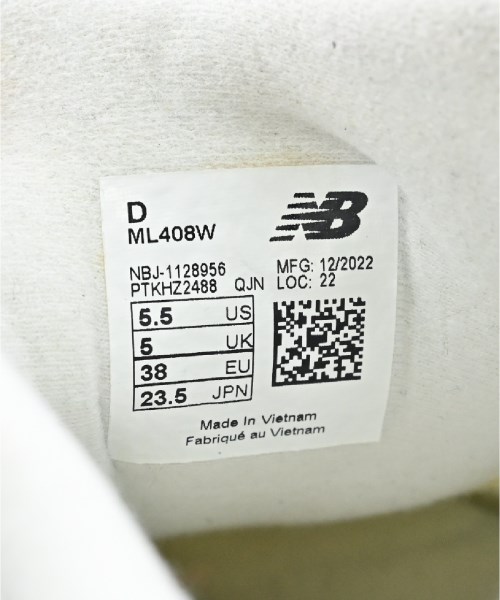 D
ML408W
NB
NBJ-1128956
PTKHZ2488 QJN
MFG: 12/2022
LOC: 22
5.5 US
5 UK
38 EU
23.5 JPN
Made In Vietnam
Fabriqué au Vietnam